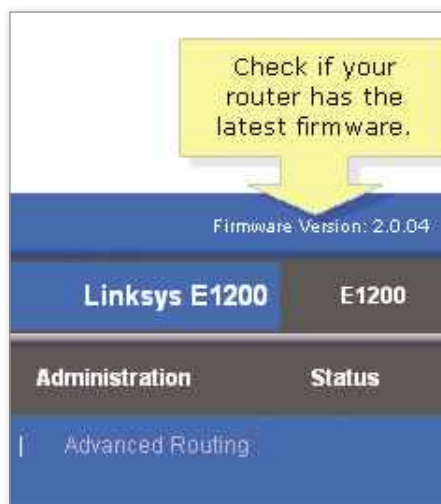 Check if your
router has the
latest firmware.
Firmware Version: 2.0.04
Linksys E1200 E1200
Administration Status
| Advanced Routing